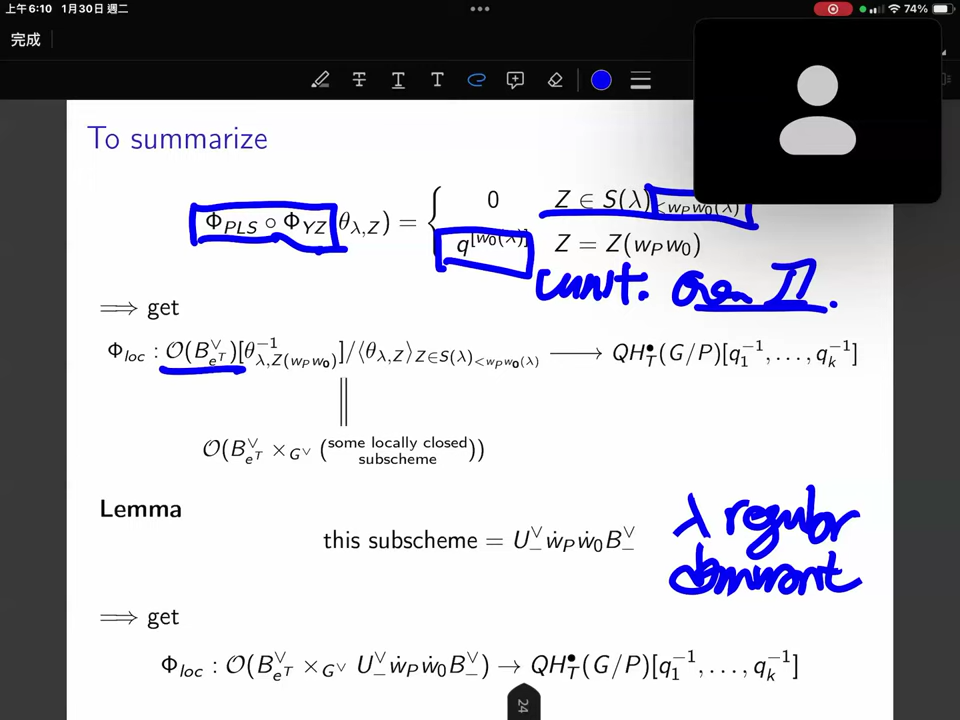 上午6:10 1月30日 週二 74%
完成
To summarize
Φ_{PLS} ∘ Φ_{YZ} θ_{λ,Z}) = { 0 Z ∈ S(λ)_{<w_P w_0(λ)}
q^{[w_0(λ)]} Z = Z(w_P w_0)
cunt. Gen II.
⟹ get
Φ_{loc} : O(B^∨_{e^T})[θ^{-1}_{λ,Z(w_P w_0)}]/⟨θ_{λ,Z}⟩_{Z∈S(λ)_{<w_P w_0(λ)}} ⟶ QH^•_T(G/P)[q_1^{-1}, . . . , q_k^{-1}]
||
O(B^∨_{e^T} ×_{G^∨} (some locally closed
subscheme))
Lemma
λ regular
this subscheme = U^∨_− ẇ_P ẇ_0 B^∨_−
dominant
⟹ get
Φ_{loc} : O(B^∨_{e^T} ×_{G^∨} U^∨_− ẇ_P ẇ_0 B^∨_−) → QH^•_T(G/P)[q_1^{-1}, . . . , q_k^{-1}]
24